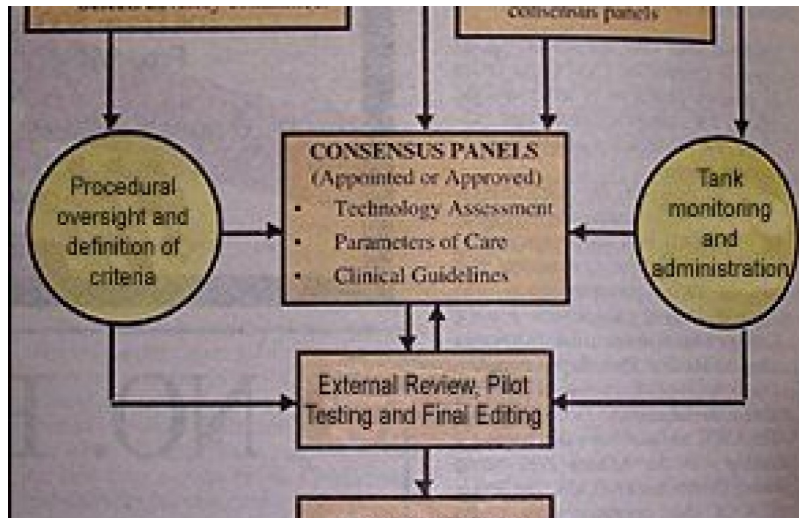 consensus panels
Procedural
oversight and
definition of
criteria
CONSENSUS PANELS
(Appointed or Approved)
• Technology Assessment
• Parameters of Care
• Clinical Guidelines
Tank
monitoring
and
administration
External Review, Pilot
Testing and Final Editing